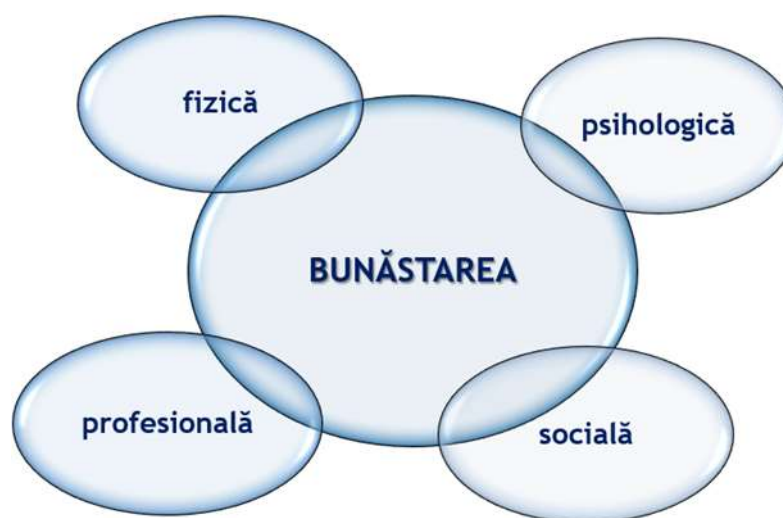 fizică
psihologică
BUNĂSTAREA
profesională
socială